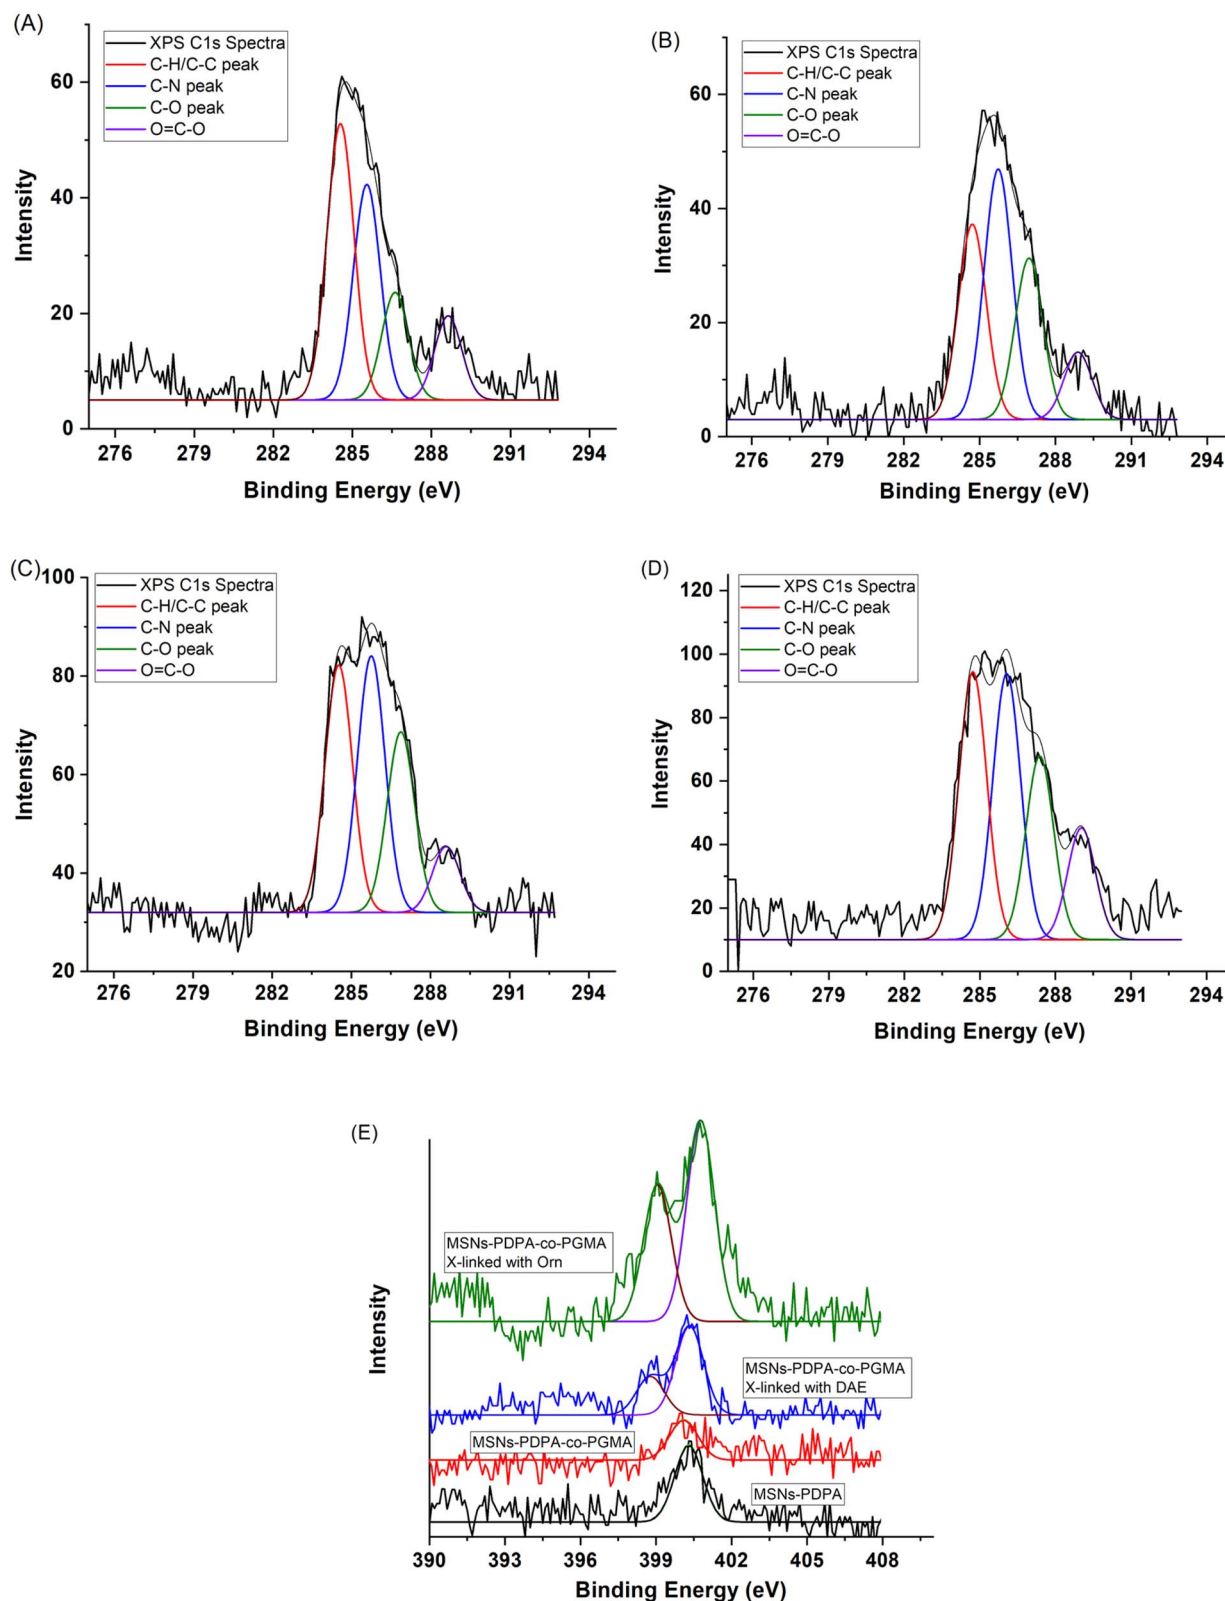 (A)
XPS C1s Spectra
C-H/C-C peak
C-N peak
C-O peak
O=C-O
60
40
20
0
Intensity
276 279 282 285 288 291 294
Binding Energy (eV)
(B)
XPS C1s Spectra
C-H/C-C peak
C-N peak
C-O peak
O=C-O
60
40
20
0
Intensity
276 279 282 285 288 291 294
Binding Energy (eV)
(C)
XPS C1s Spectra
C-H/C-C peak
C-N peak
C-O peak
O=C-O
100
80
60
40
20
Intensity
276 279 282 285 288 291 294
Binding Energy (eV)
(D)
XPS C1s Spectra
C-H/C-C peak
C-N peak
C-O peak
O=C-O
120
100
80
60
40
20
0
Intensity
276 279 282 285 288 291 294
Binding Energy (eV)
(E)
MSNs-PDPA-co-PGMA
X-linked with Orn
MSNs-PDPA-co-PGMA
X-linked with DAE
MSNs-PDPA-co-PGMA
MSNs-PDPA
Intensity
390 393 396 399 402 405 408
Binding Energy (eV)